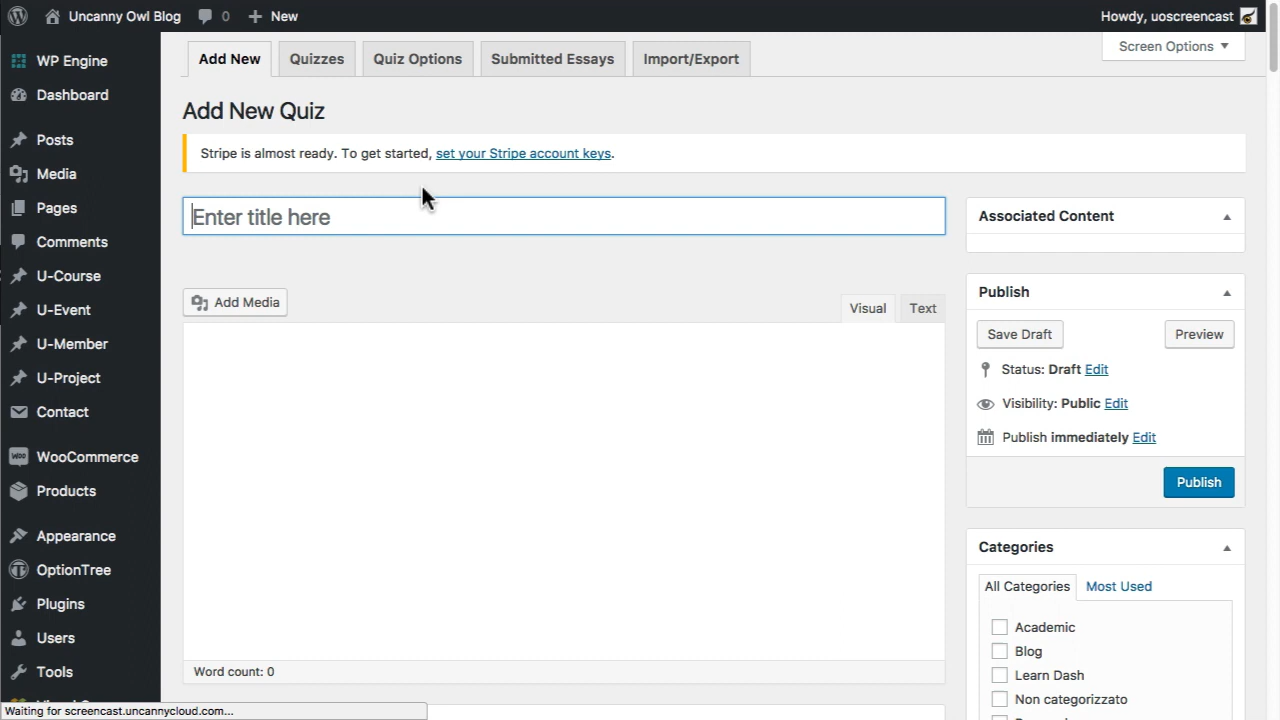 Uncanny Owl Blog 0 New Howdy, uoscreencast
Add New Quizzes Quiz Options Submitted Essays Import/Export Screen Options
WP Engine
Dashboard
Posts
Media
Pages
Comments
U-Course
U-Event
U-Member
U-Project
Contact
WooCommerce
Products
Appearance
OptionTree
Plugins
Users
Tools
Add New Quiz
Stripe is almost ready. To get started, set your Stripe account keys.
Enter title here
Add Media
Visual Text
Word count: 0
Associated Content
Publish
Save Draft Preview
Status: Draft Edit
Visibility: Public Edit
Publish immediately Edit
Publish
Categories
All Categories Most Used
Academic
Blog
Learn Dash
Non categorizzato
Waiting for screencast.uncannycloud.com...